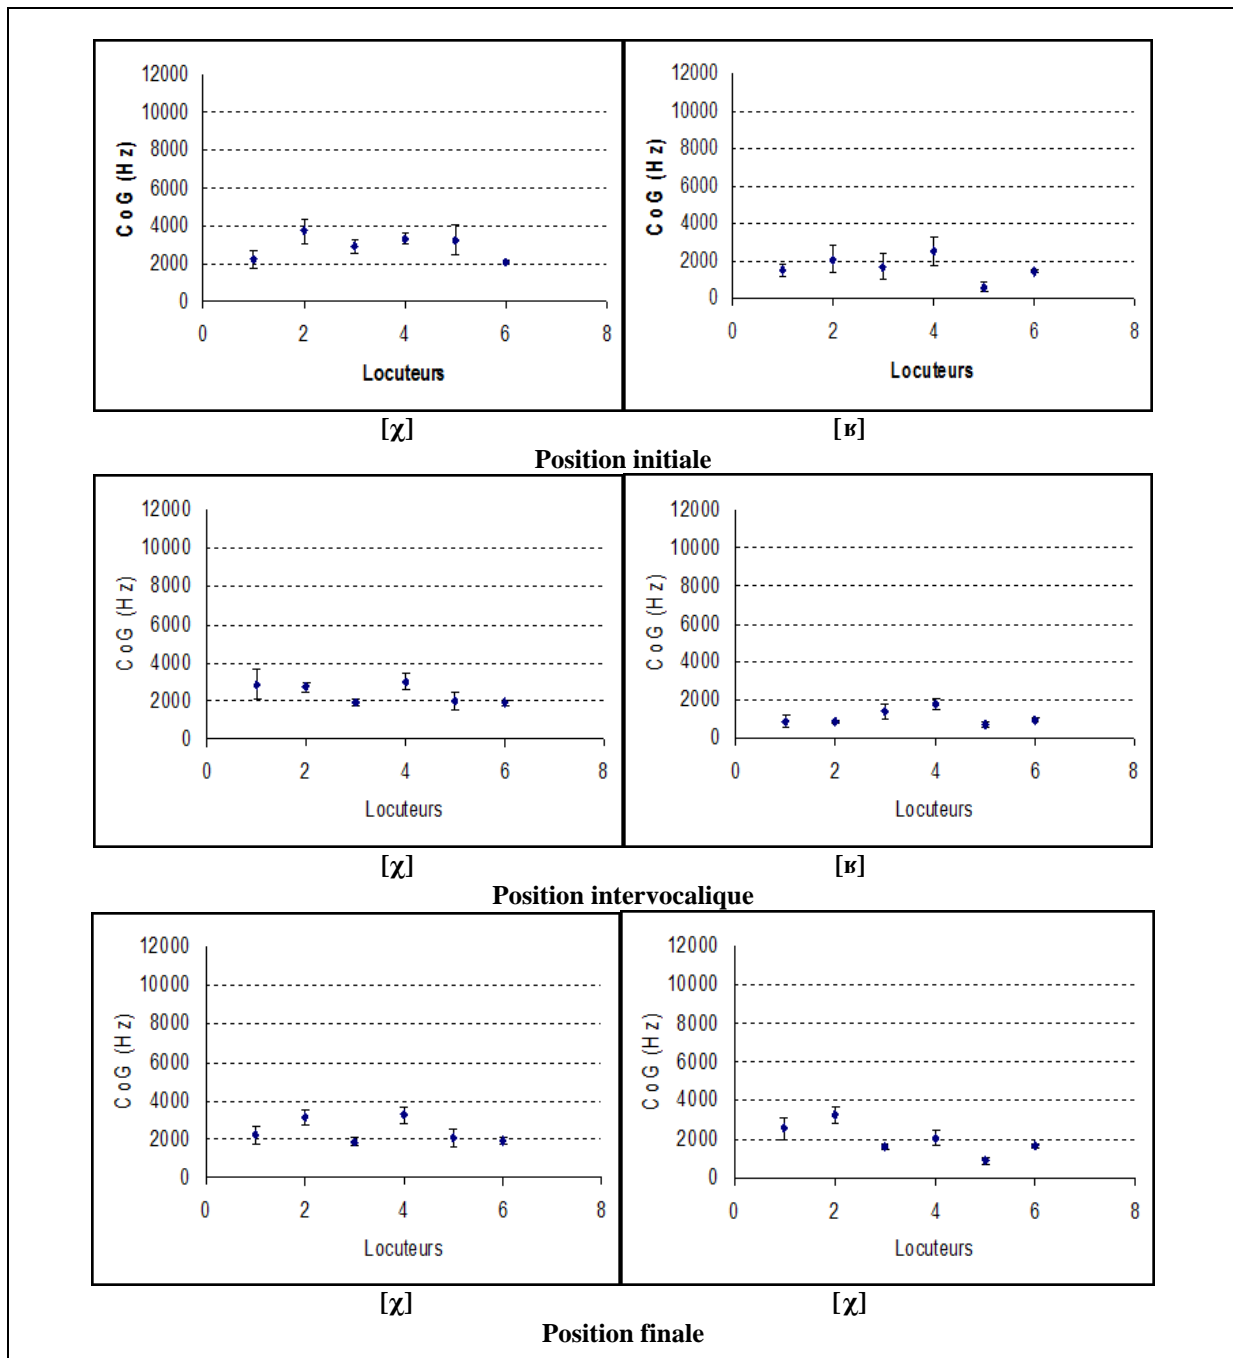 12000 12000
10000 10000
8000 8000
6000 6000
4000 4000
2000 2000
0 0
CoG (Hz) CoG (Hz)
0 2 4 6 8 0 2 4 6 8
Locuteurs Locuteurs
[χ] [ʁ]
Position initiale
12000 12000
10000 10000
8000 8000
6000 6000
4000 4000
2000 2000
0 0
CoG (Hz) CoG (Hz)
0 2 4 6 8 0 2 4 6 8
Locuteurs Locuteurs
[χ] [ʁ]
Position intervocalique
12000 12000
10000 10000
8000 8000
6000 6000
4000 4000
2000 2000
0 0
CoG (Hz) CoG (Hz)
0 2 4 6 8 0 2 4 6 8
Locuteurs Locuteurs
[χ] [χ]
Position finale